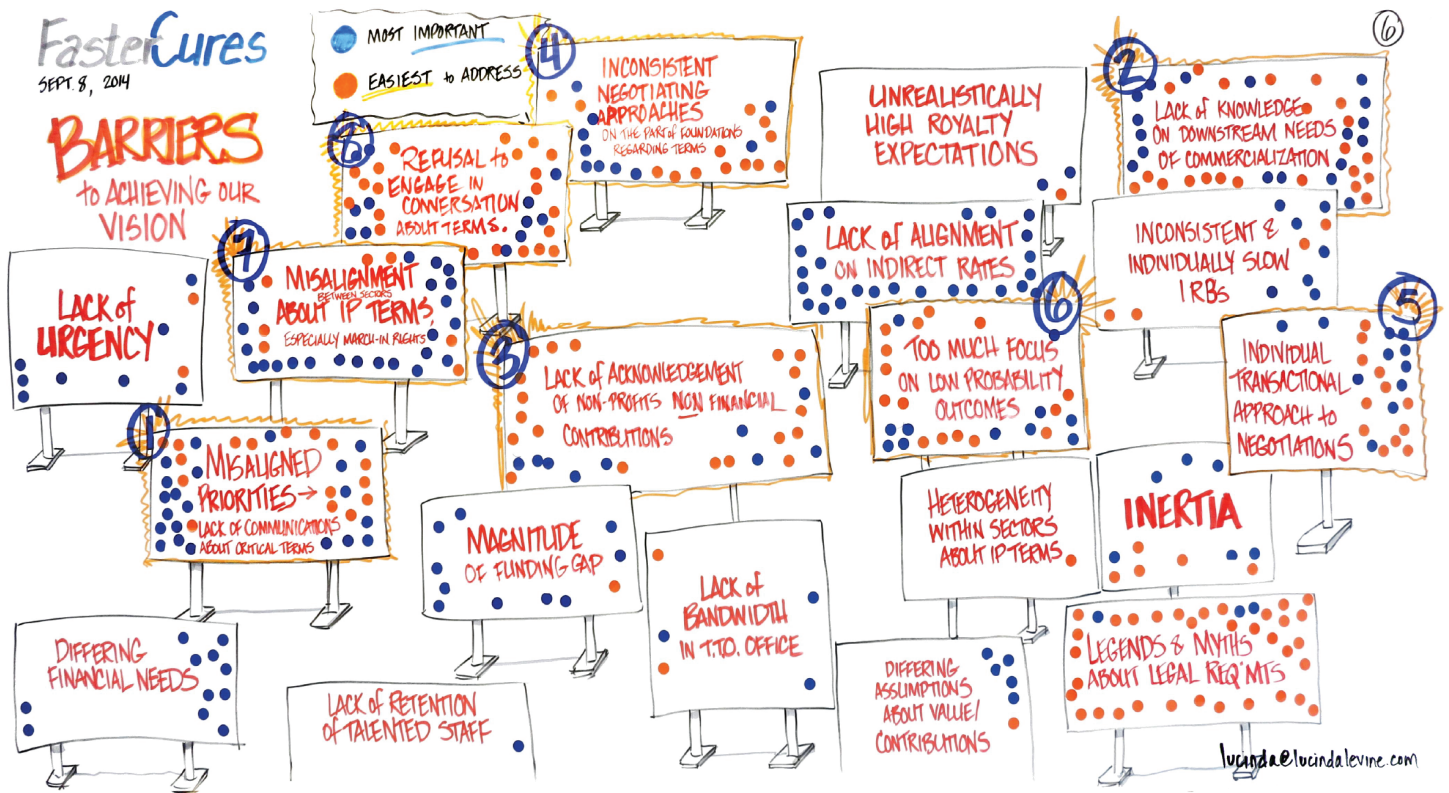 FasterCures
SEPT. 8, 2014
BARRIERS
to ACHIEVING OUR
VISION
MOST IMPORTANT
EASIEST to ADDRESS
6
4
INCONSISTENT
NEGOTIATING
APPROACHES
ON THE PART of FOUNDATIONS
REGARDING TERMS
UNREALISTICALLY
HIGH ROYALTY
EXPECTATIONS
2
LACK of KNOWLEDGE
ON DOWNSTREAM NEEDS
OF COMMERCIALIZATION
8
REFUSAL to
ENGAGE IN
CONVERSATION
ABOUT TERMS.
LACK of ALIGNMENT
ON INDIRECT RATES
INCONSISTENT &
INDIVIDUALLY SLOW
IRBs
7
MISALIGNMENT
BETWEEN SECTORS
ABOUT IP TERMS,
ESPECIALLY MARCH-IN RIGHTS
LACK of
URGENCY
3
LACK of ACKNOWLEDGEMENT
OF NON-PROFITS NON FINANCIAL
CONTRIBUTIONS
6
TOO MUCH FOCUS
ON LOW PROBABILITY
OUTCOMES
5
INDIVIDUAL
TRANSACTIONAL
APPROACH to
NEGOTIATIONS
1
MISALIGNED
PRIORITIES →
LACK OF COMMUNICATIONS
ABOUT CRITICAL TERMS
MAGNITUDE
OF FUNDING GAP
HETEROGENEITY
WITHIN SECTORS
ABOUT IP TERMS
INERTIA
LACK of
BANDWIDTH
IN T.T.O. OFFICE
DIFFERING
FINANCIAL NEEDS
LACK of RETENTION
of TALENTED STAFF
DIFFERING
ASSUMPTIONS
ABOUT VALUE/
CONTRIBUTIONS
LEGENDS & MYTHS
ABOUT LEGAL REQ'MTS
lucinda@lucindalevine.com